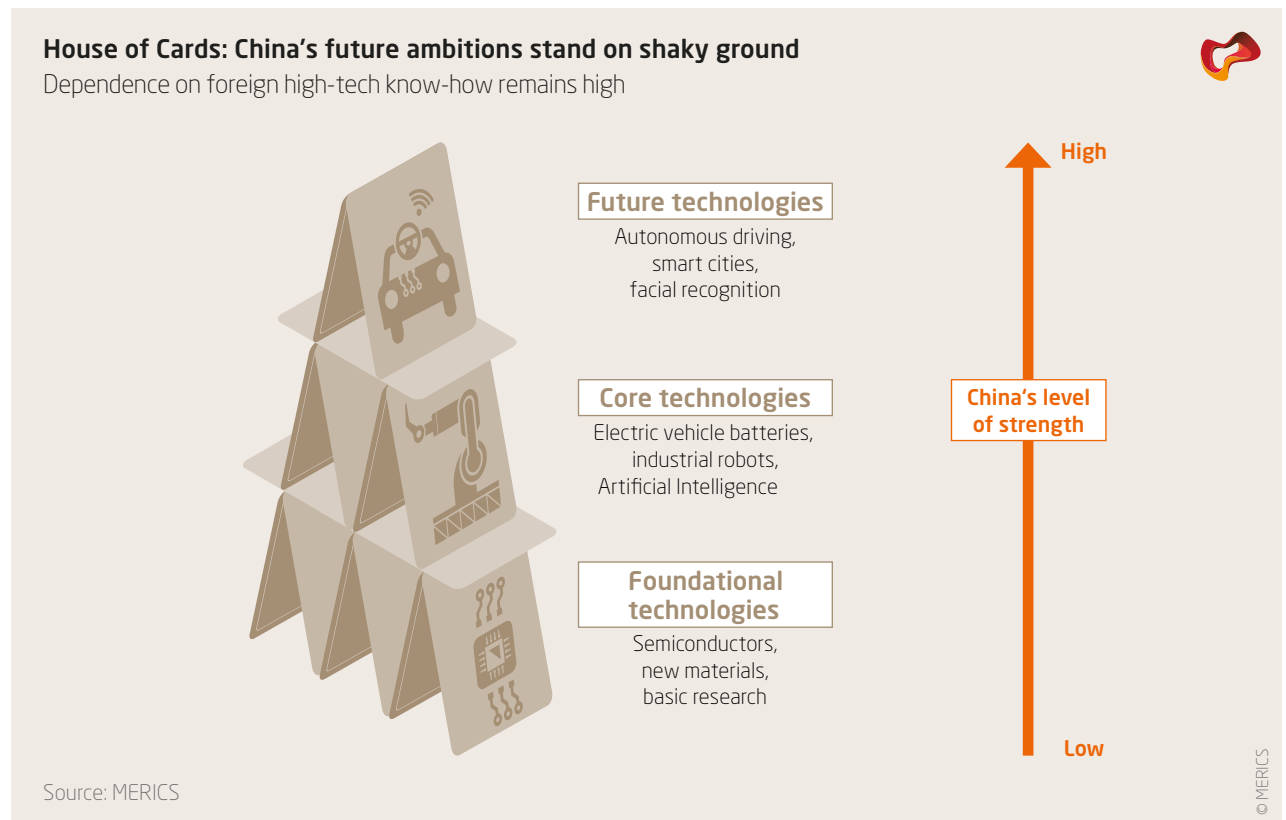 House of Cards: China's future ambitions stand on shaky ground
Dependence on foreign high-tech know-how remains high
High
Future technologies
Autonomous driving,
smart cities,
facial recognition
Core technologies
Electric vehicle batteries,
industrial robots,
Artificial Intelligence
China's level
of strength
Foundational
technologies
Semiconductors,
new materials,
basic research
Low
Source: MERICS
© MERICS